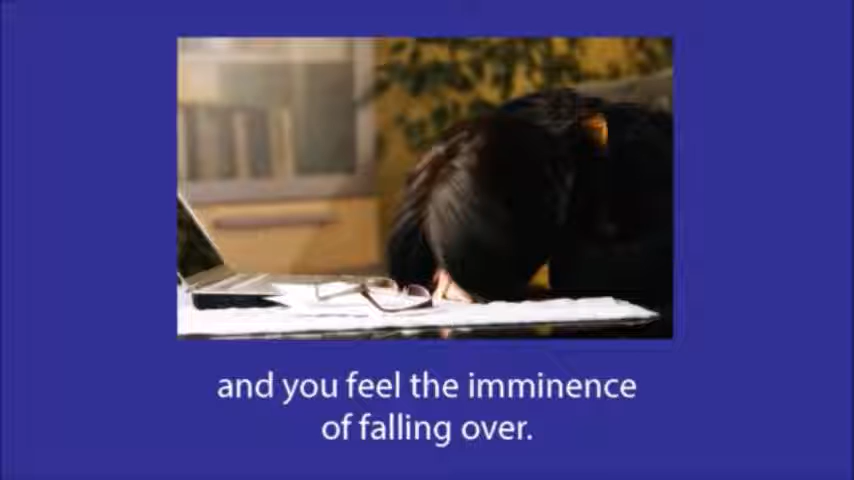 and you feel the imminence
of falling over.